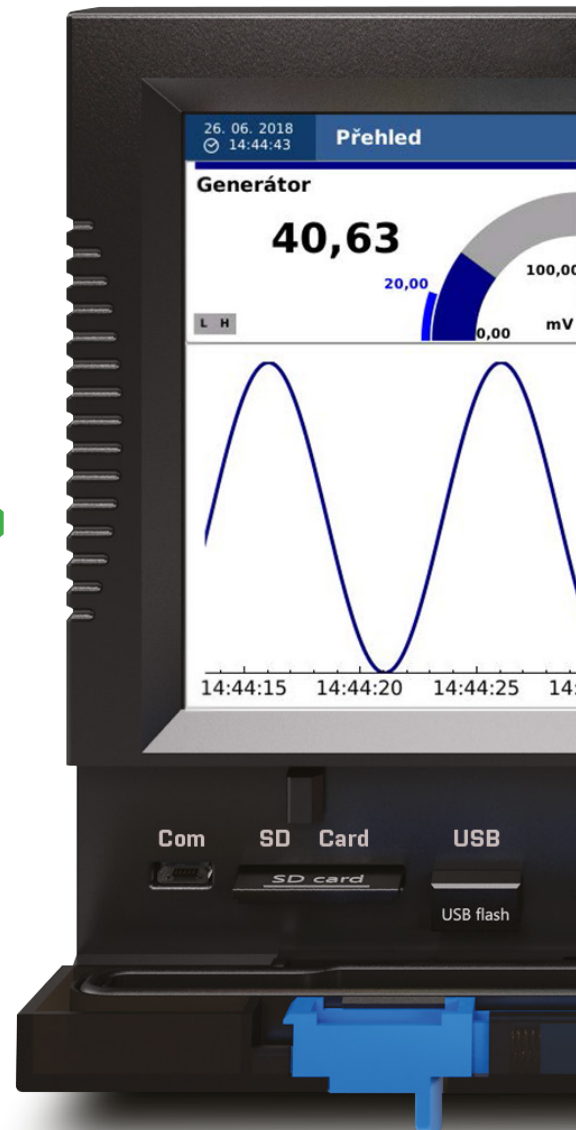 26. 06. 2018
14:44:43
Přehled
Generátor
40,63
20,00
100,00
L H
0,00
mV
14:44:15 14:44:20 14:44:25 14:
Com SD Card USB
SD card
USB flash